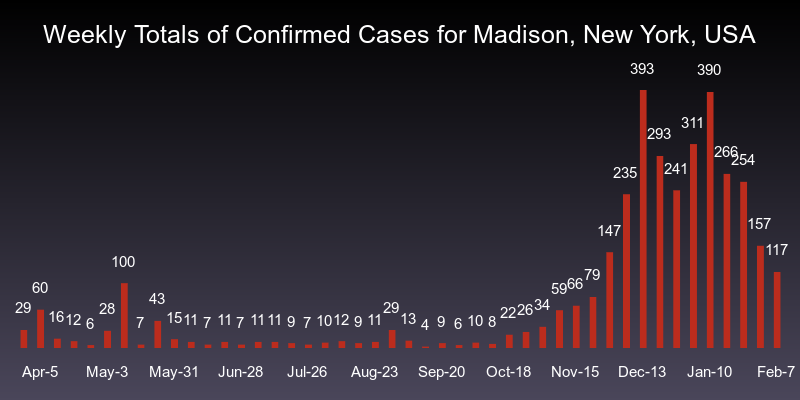 Weekly Totals of Confirmed Cases for Madison, New York, USA
29 60 16 12 6 28 100 7 43 15 11 7 11 7 11 11 9 7 10 12 9 11 29 13 4 9 6 10 8 22 26 34 59 66 79 147 235 393 293 241 311 390 266 254 157 117
Apr-5 May-3 May-31 Jun-28 Jul-26 Aug-23 Sep-20 Oct-18 Nov-15 Dec-13 Jan-10 Feb-7